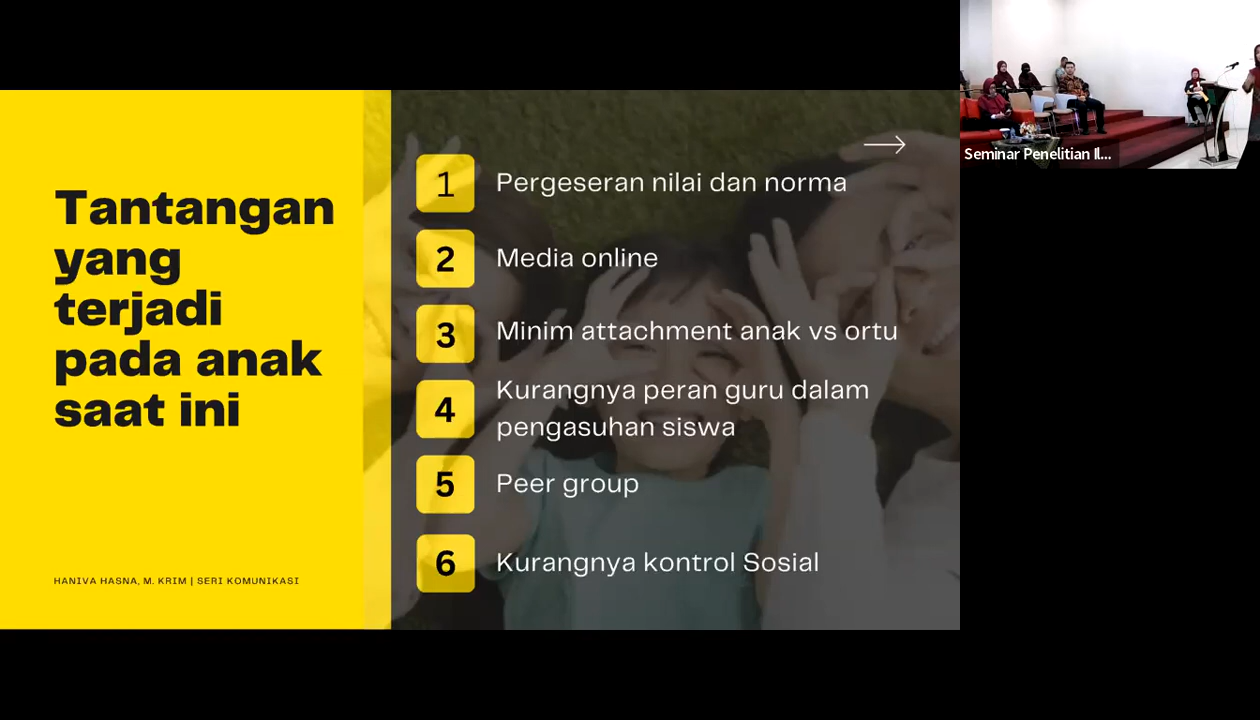 Tantangan
yang
terjadi
pada anak
saat ini
HANIVA HASNA, M. KRIM | SERI KOMUNIKASI
1 Pergeseran nilai dan norma
2 Media online
3 Minim attachment anak vs ortu
4 Kurangnya peran guru dalam
pengasuhan siswa
5 Peer group
6 Kurangnya kontrol Sosial
Seminar Penelitian Il...